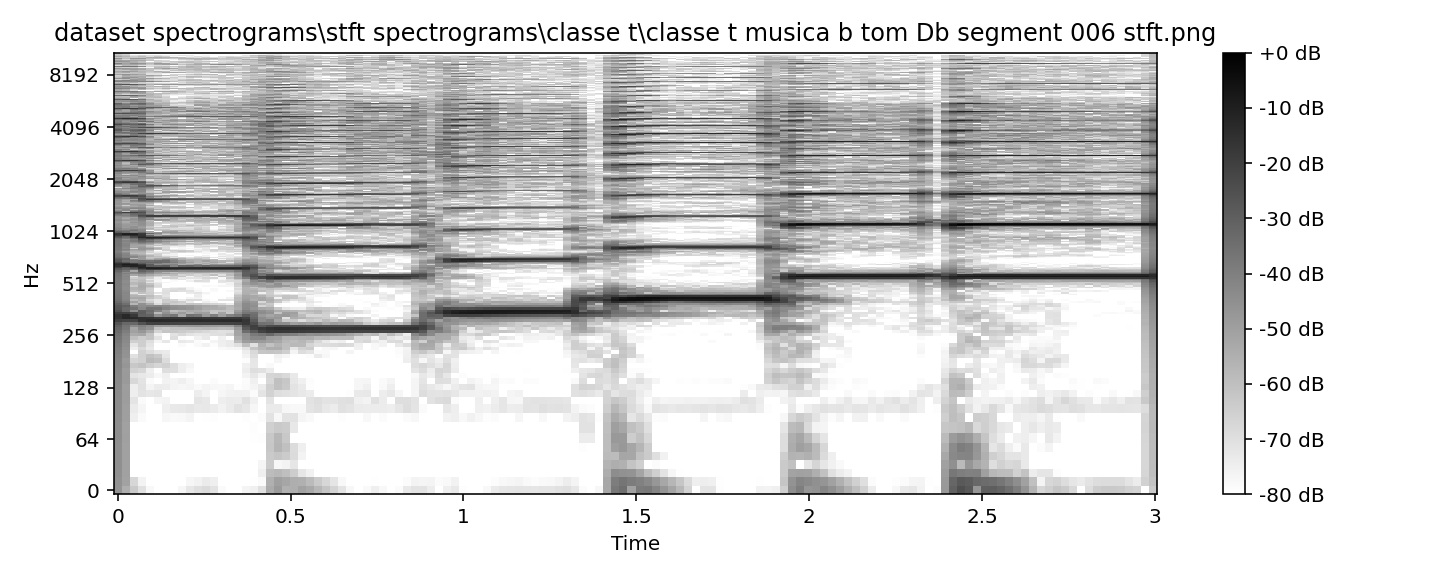 dataset spectrograms\stft spectrograms\classe t\classe t musica b tom Db segment 006 stft.png
8192
4096
2048
1024
512
256
128
64
0
Hz
0
0.5
1
1.5
2
2.5
3
Time
+0 dB
-10 dB
-20 dB
-30 dB
-40 dB
-50 dB
-60 dB
-70 dB
-80 dB